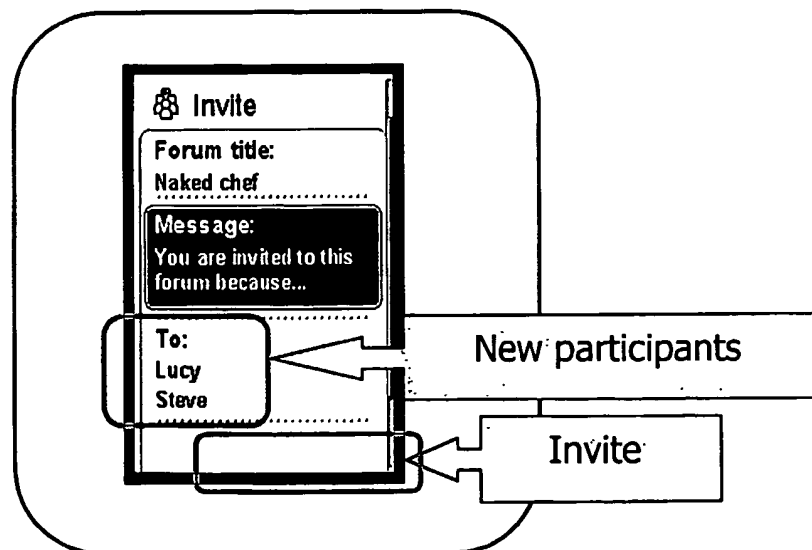 Invite
Forum title:
Naked chef
Message:
You are invited to this
forum because...
To:
Lucy
Steve
New participants
Invite